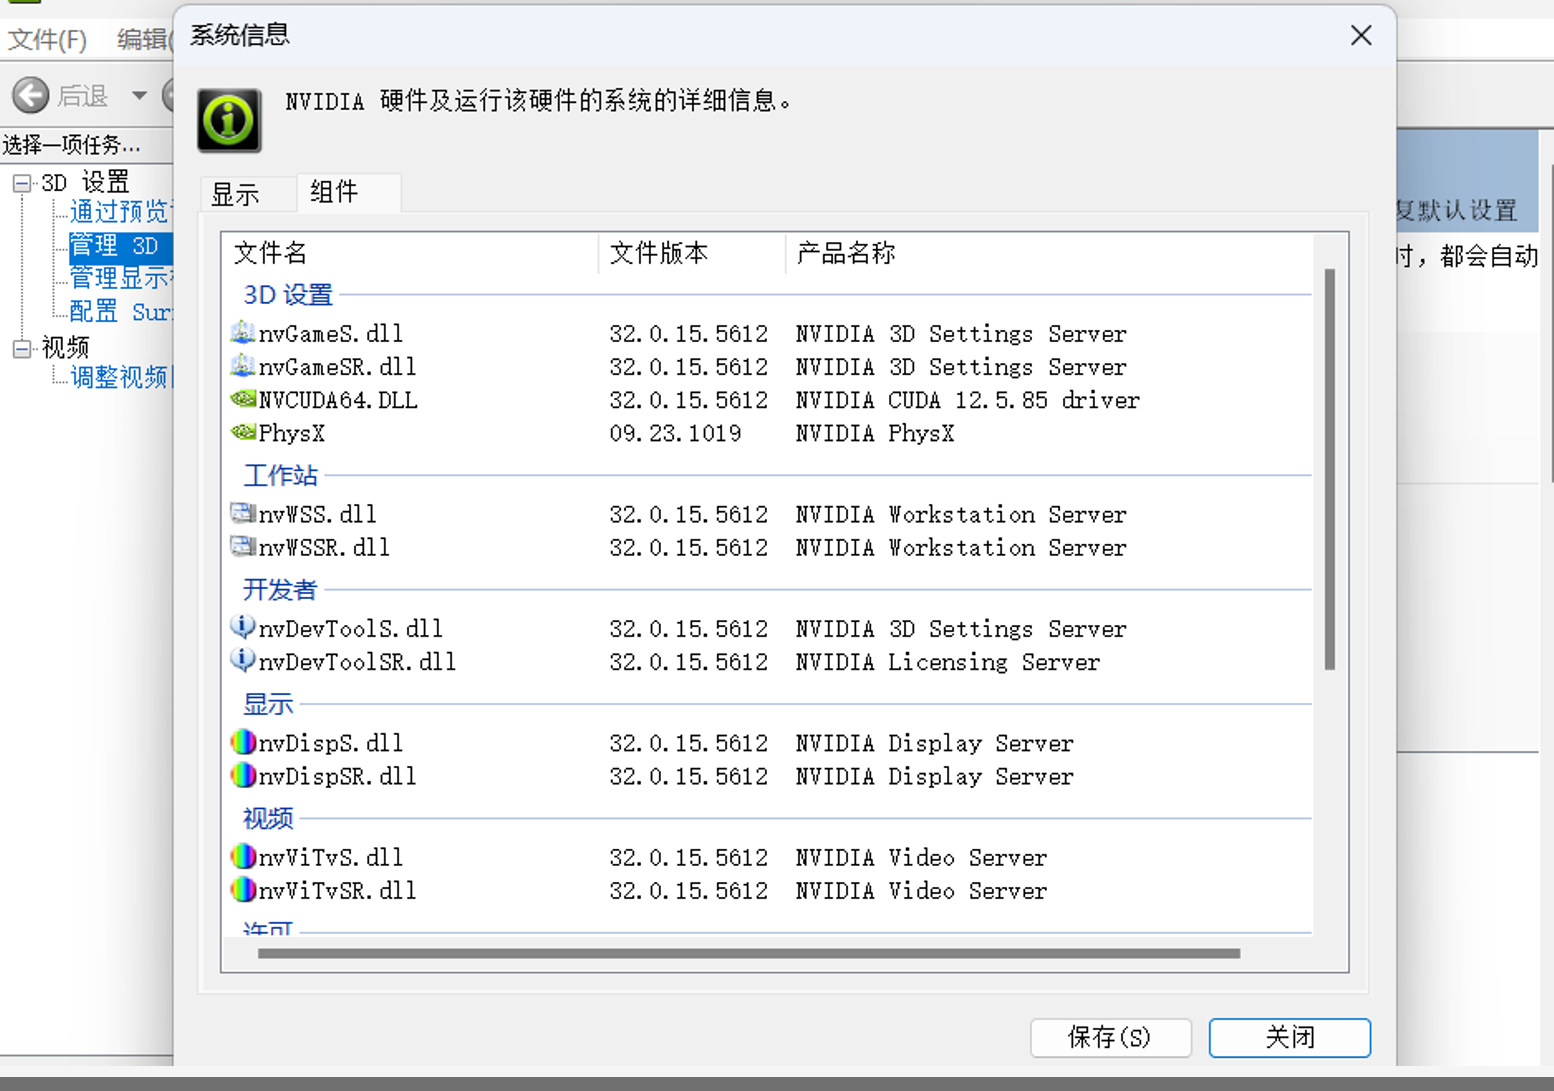 系统信息
文件(F) 编辑(
NVIDIA 硬件及运行该硬件的系统的详细信息。
后退
选择一项任务...
3D 设置
通过预览
管理 3D
管理显示
配置 Sur
视频
调整视频
显示 组件
文件名 文件版本 产品名称
3D 设置
nvGameS.dll 32.0.15.5612 NVIDIA 3D Settings Server
nvGameSR.dll 32.0.15.5612 NVIDIA 3D Settings Server
NVCUDA64.DLL 32.0.15.5612 NVIDIA CUDA 12.5.85 driver
PhysX 09.23.1019 NVIDIA PhysX
工作站
nvWSS.dll 32.0.15.5612 NVIDIA Workstation Server
nvWSSR.dll 32.0.15.5612 NVIDIA Workstation Server
开发者
nvDevToolS.dll 32.0.15.5612 NVIDIA 3D Settings Server
nvDevToolSR.dll 32.0.15.5612 NVIDIA Licensing Server
显示
nvDispS.dll 32.0.15.5612 NVIDIA Display Server
nvDispSR.dll 32.0.15.5612 NVIDIA Display Server
视频
nvViTvS.dll 32.0.15.5612 NVIDIA Video Server
nvViTvSR.dll 32.0.15.5612 NVIDIA Video Server
许可
复默认设置
时，都会自动
保存(S) 关闭